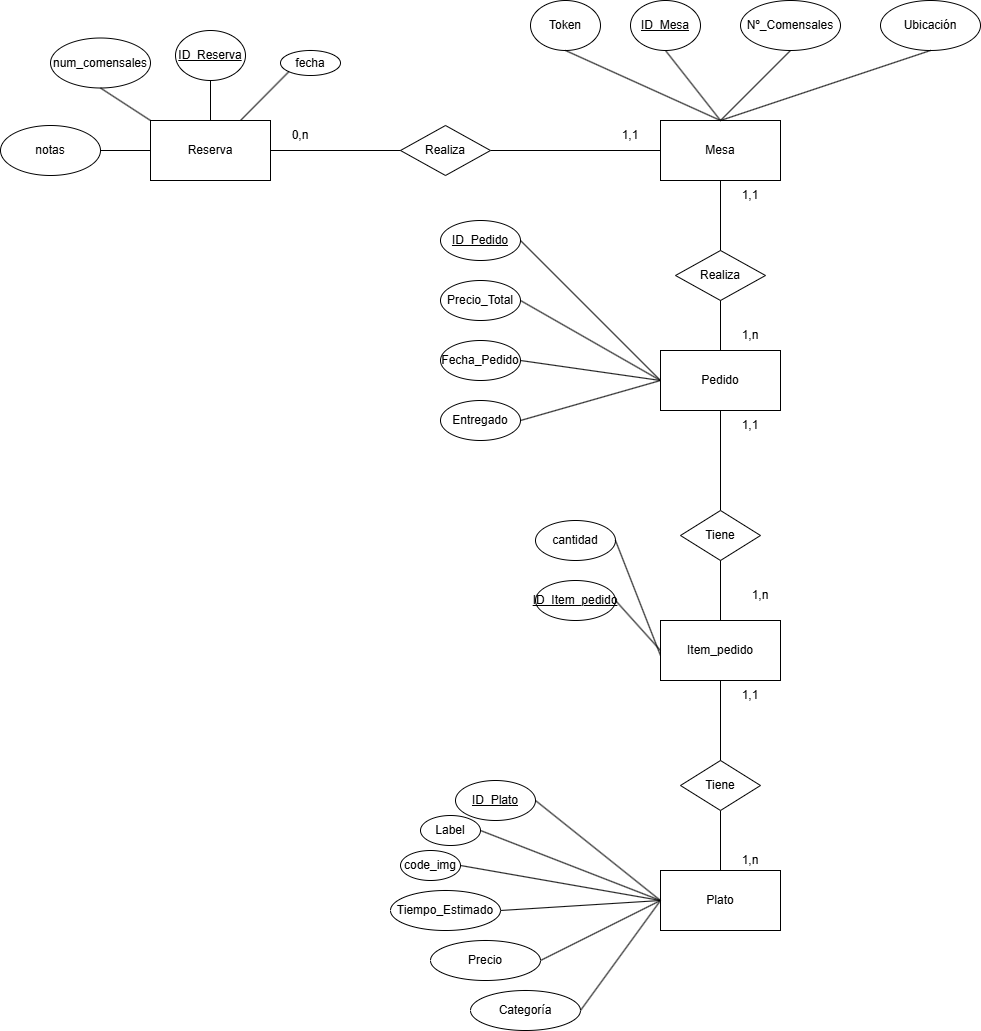 Token
ID_Mesa
Nº_Comensales
Ubicación
num_comensales
ID_Reserva
fecha
notas
Reserva
0,n
Realiza
1,1
Mesa
1,1
ID_Pedido
Realiza
Precio_Total
1,n
Fecha_Pedido
Pedido
Entregado
1,1
cantidad
Tiene
ID_Item_pedido
1,n
Item_pedido
1,1
Tiene
ID_Plato
Label
code_img
1,n
Tiempo_Estimado
Plato
Precio
Categoría